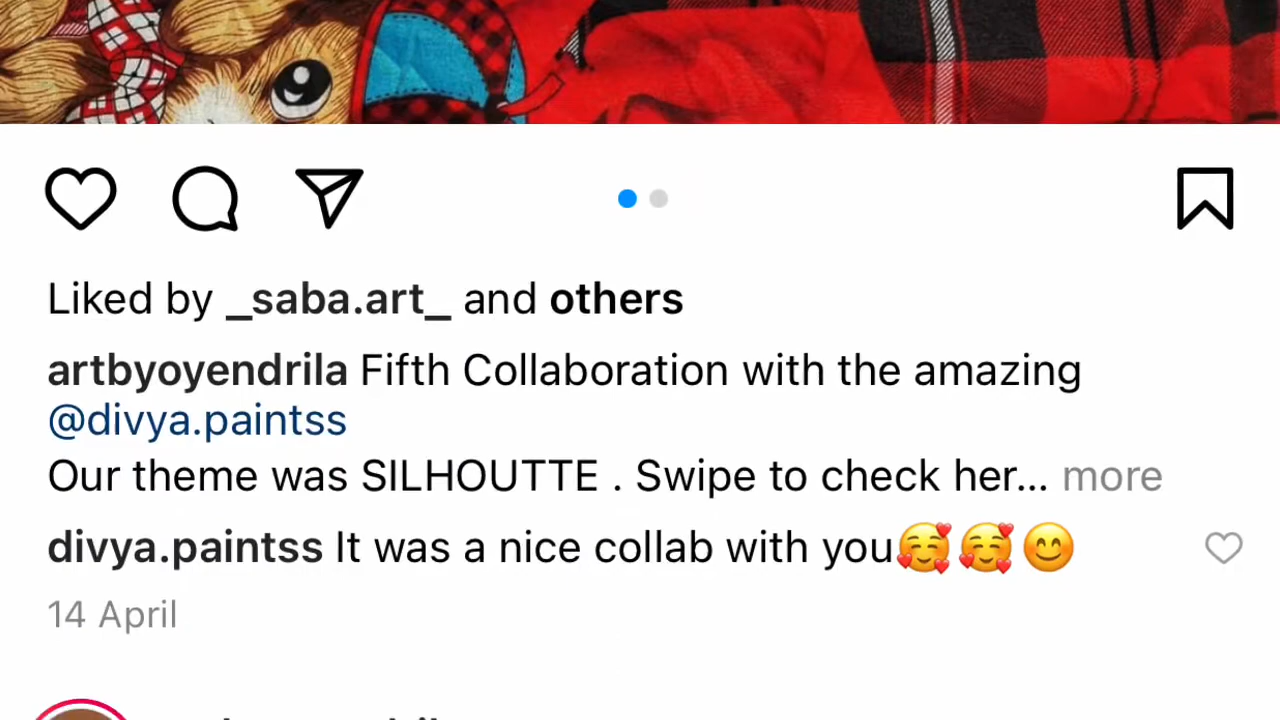 Liked by _saba.art_ and others
artbyoyendrila Fifth Collaboration with the amazing
@divya.paintss
Our theme was SILHOUTTE . Swipe to check her... more
divya.paintss It was a nice collab with you🥰🥰😊
14 April